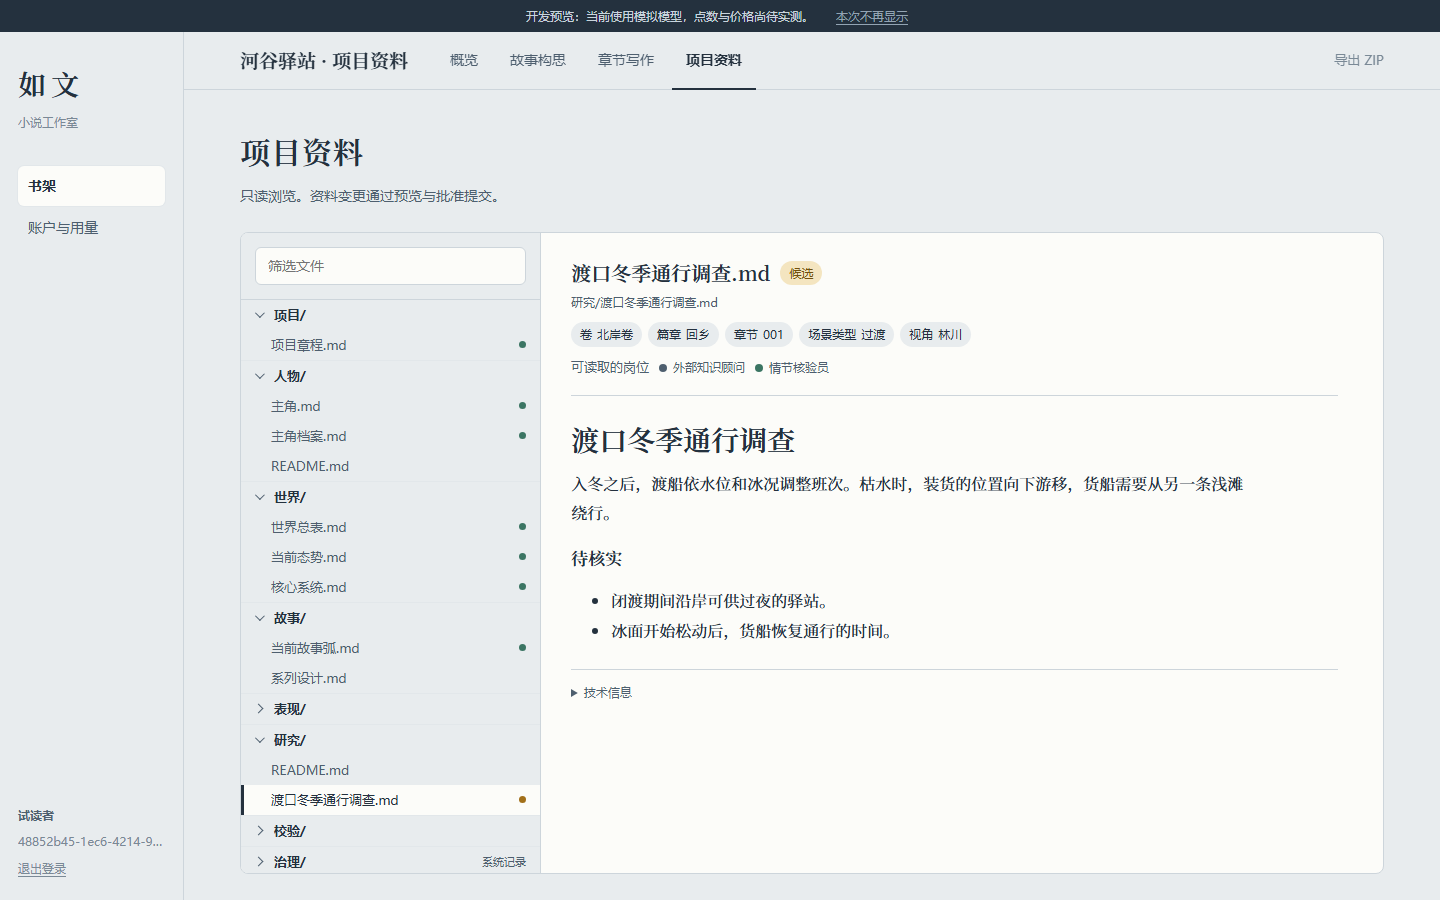 开发预览：当前使用模拟模型，点数与价格尚待实测。 本次不再显示
如文
小说工作室
书架
账户与用量
试读者
48852b45-1ec6-4214-9...
退出登录
河谷驿站 · 项目资料 概览 故事构思 章节写作 项目资料 导出 ZIP
项目资料
只读浏览。资料变更通过预览与批准提交。
筛选文件
项目/
项目章程.md
人物/
主角.md
主角档案.md
README.md
世界/
世界总表.md
当前态势.md
核心系统.md
故事/
当前故事弧.md
系列设计.md
表现/
研究/
README.md
渡口冬季通行调查.md
校验/
治理/ 系统记录
渡口冬季通行调查.md 候选
研究/渡口冬季通行调查.md
卷 北岸卷 篇章 回乡 章节 001 场景类型 过渡 视角 林川
可读取的岗位 外部知识顾问 情节核验员
渡口冬季通行调查
入冬之后，渡船依水位和冰况调整班次。枯水时，装货的位置向下游移，货船需要从另一条浅滩
绕行。
待核实
闭渡期间沿岸可供过夜的驿站。
冰面开始松动后，货船恢复通行的时间。
技术信息